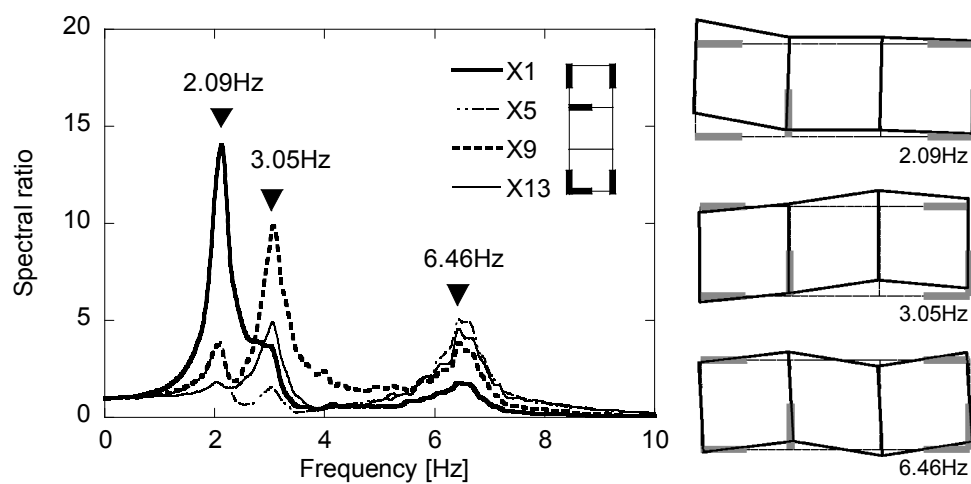 20
15
10
5
0
Spectral ratio
0 2 4 6 8 10
Frequency [Hz]
2.09Hz
3.05Hz
6.46Hz
X1
X5
X9
X13
2.09Hz
3.05Hz
6.46Hz